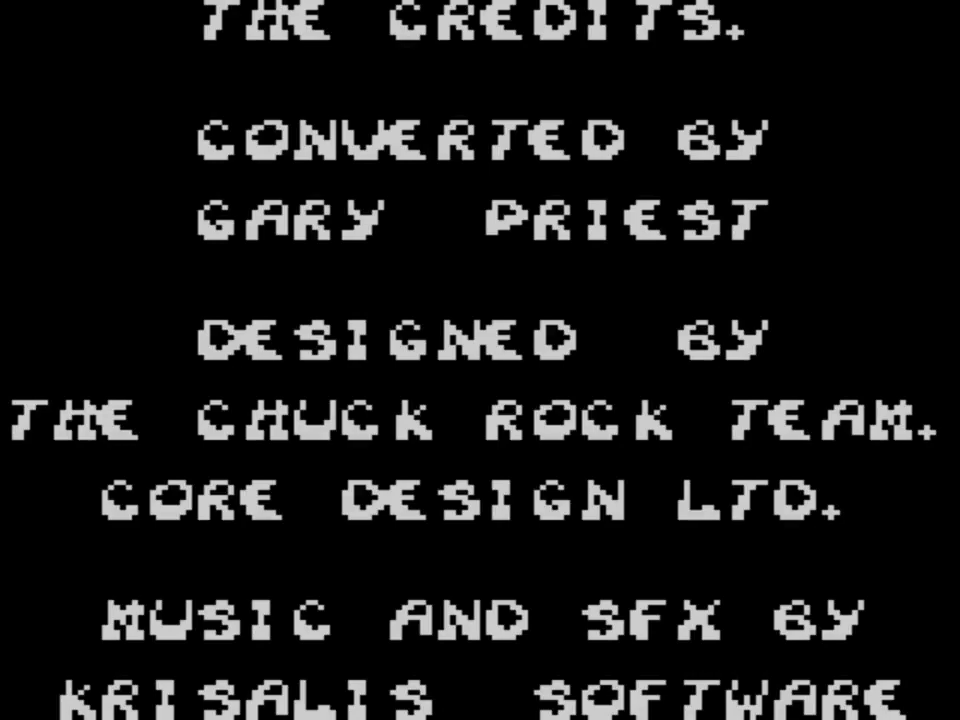 THE CREDITS.
CONVERTED BY
GARY PRIEST
DESIGNED BY
THE CHUCK ROCK TEAM.
CORE DESIGN LTD.
MUSIC AND SFX BY
KRISALIS SOFTWARE